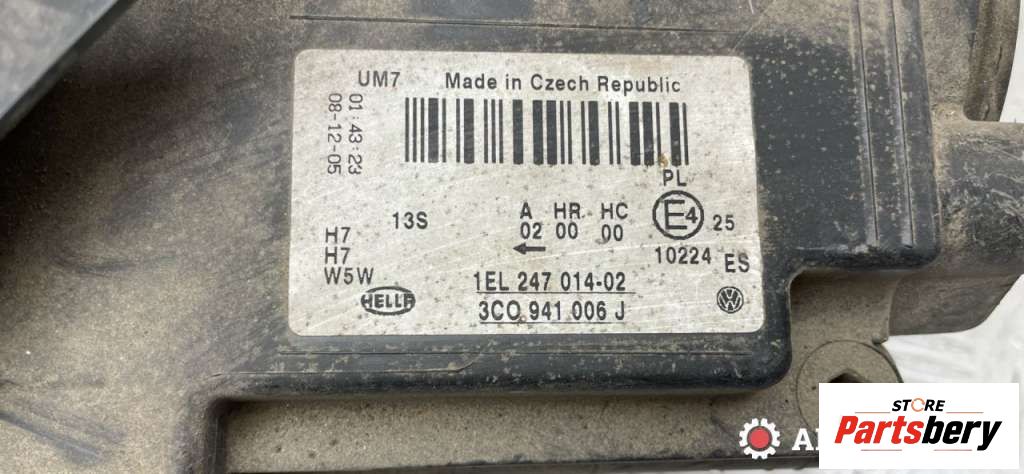 UM7 Made in Czech Republic
01:43:23
08-12-05
PL
13S
A HR HC
02 00 00
E4 25
10224 ES
H7
H7
W5W
HELLA
1EL 247 014-02
3C0 941 006 J
VW
STORE
Partsbery